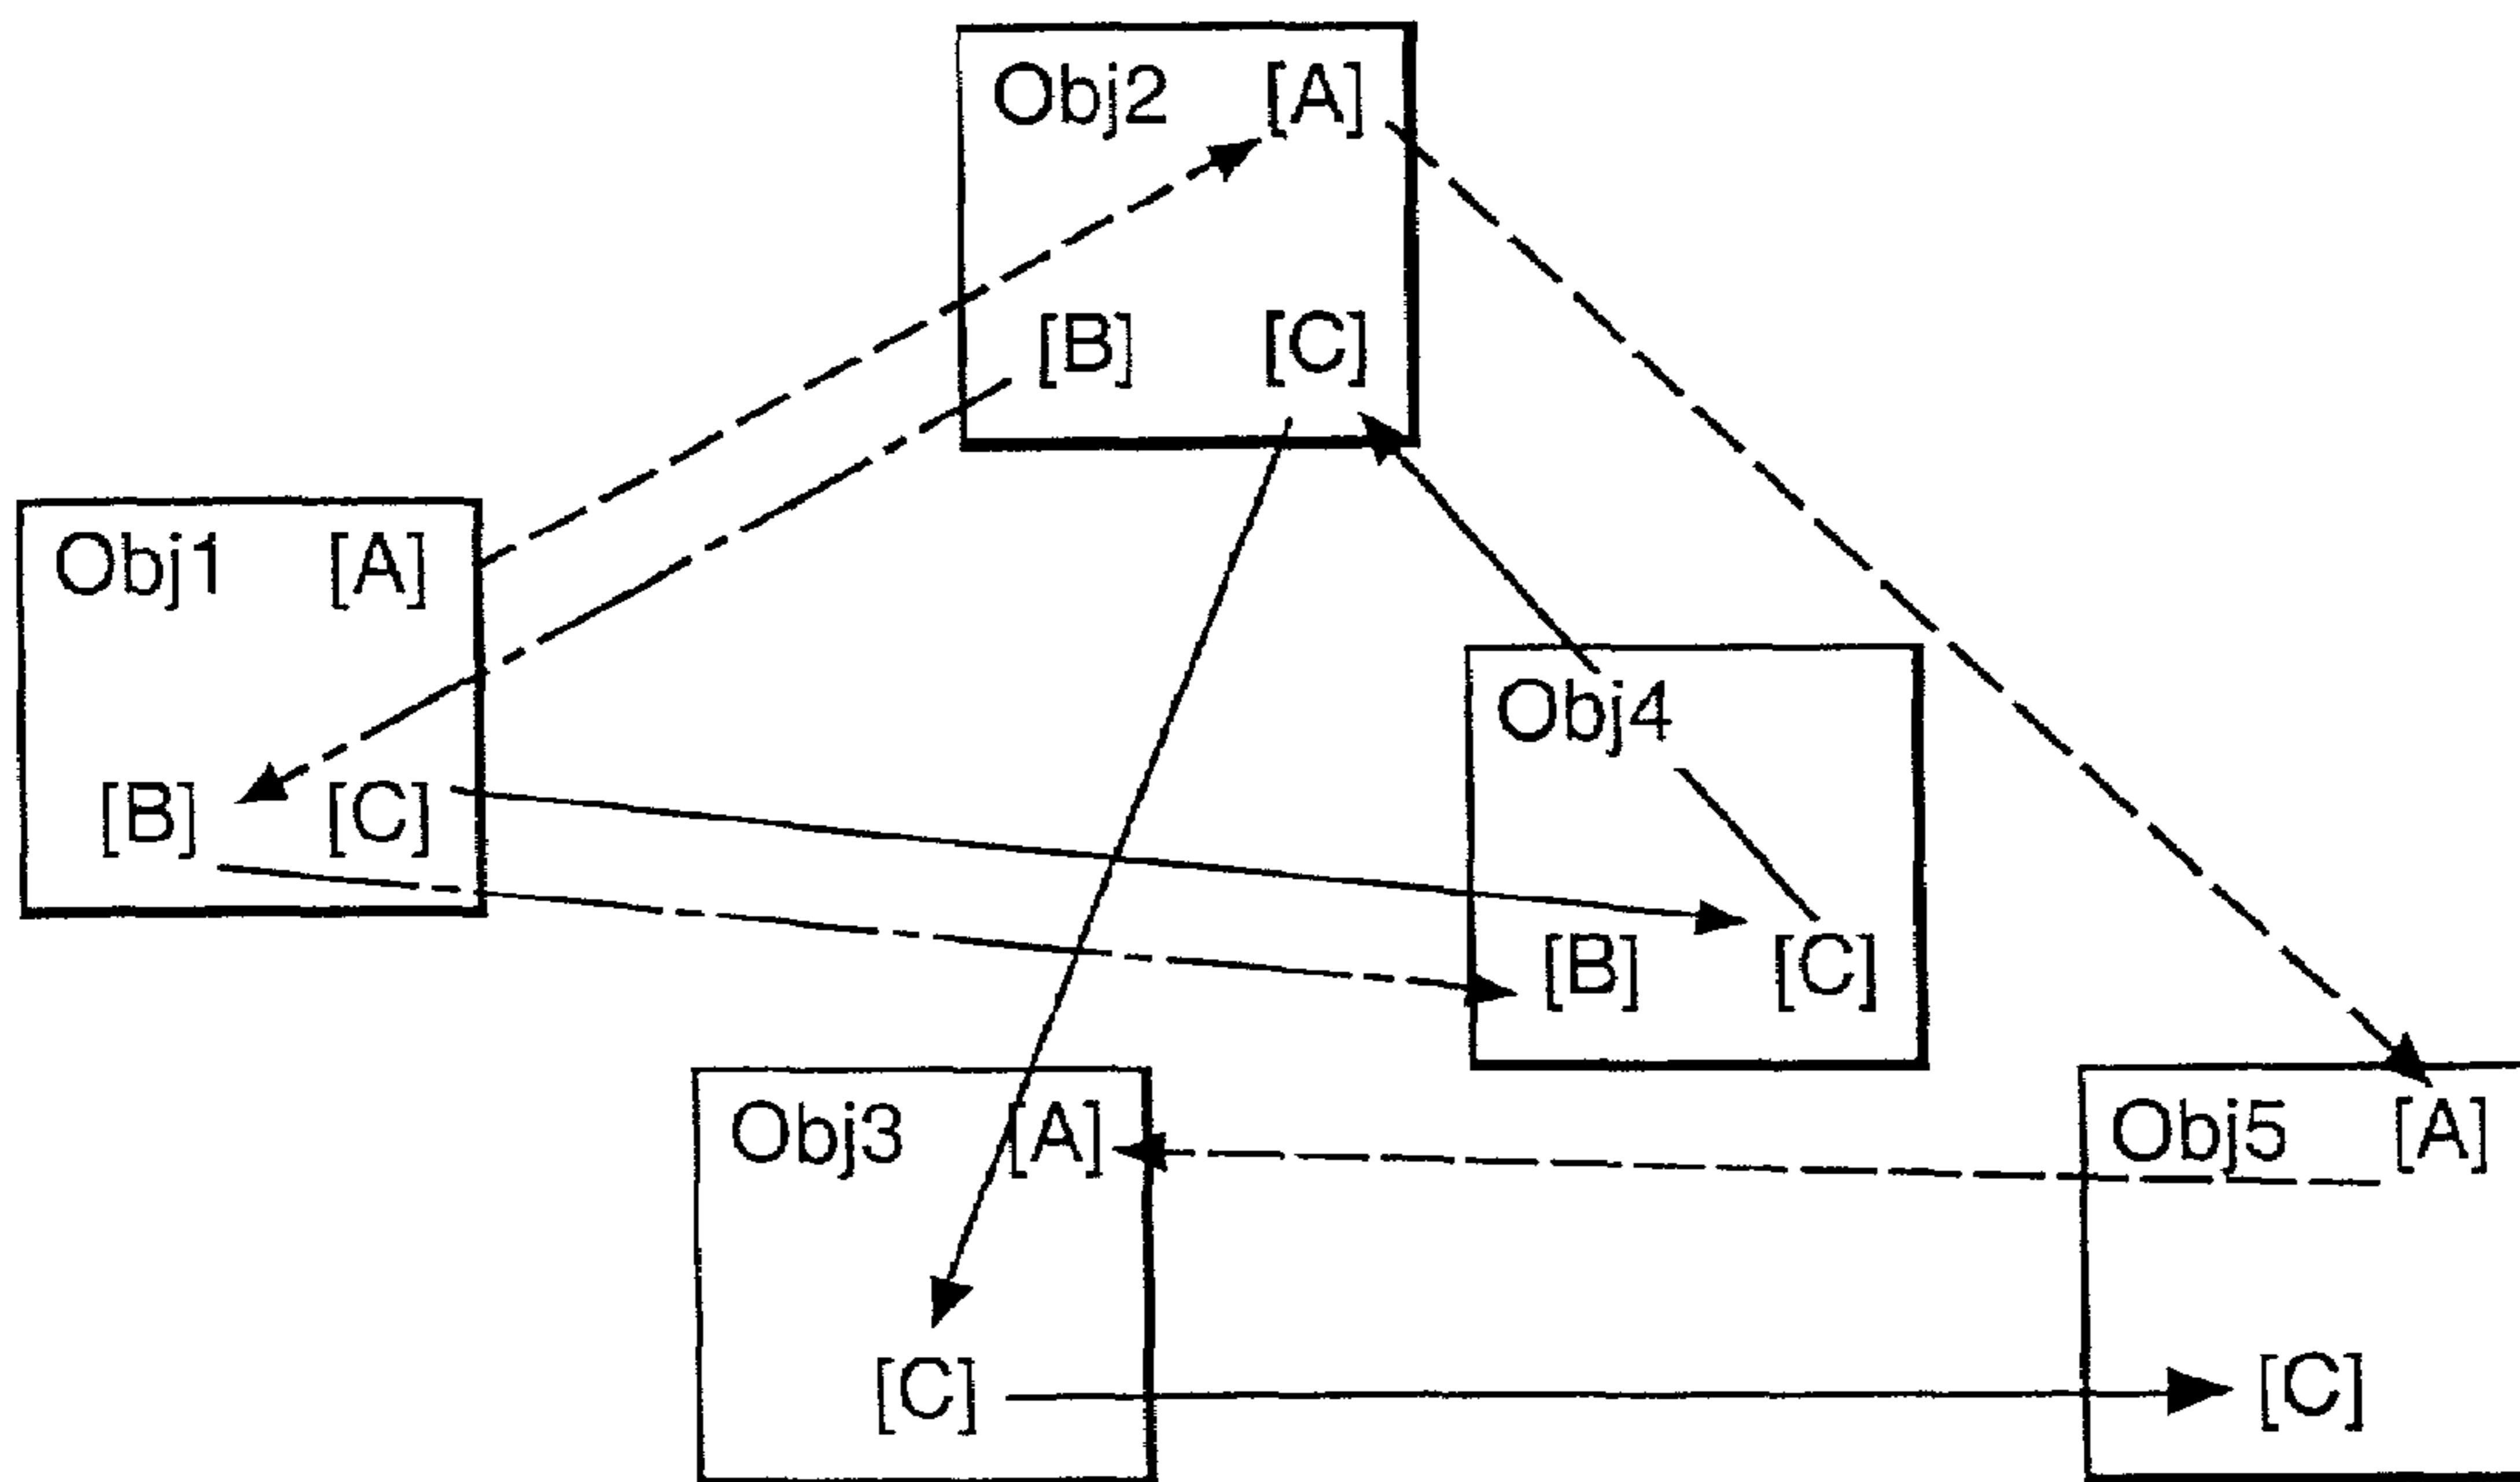 Obj2 [A]
[B] [C]
Obj1 [A]
[B] [C]
Obj4
[B] [C]
Obj3 [A]
[C]
Obj5 [A]
[C]